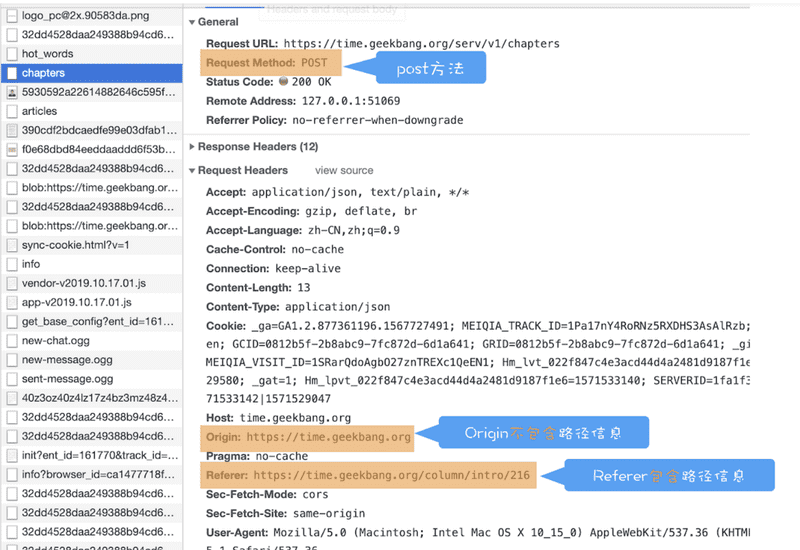 Headers and request body
logo_pc@2x.90583da.png
32dd4528daa249388b94cd6...
hot_words
chapters
5930592a22614882646c595f...
articles
390cdf2bdcaedfe99e03dfab1...
f0e68dbd84eeddaaddd6f53b...
32dd4528daa249388b94cd6...
blob:https://time.geekbang.or...
32dd4528daa249388b94cd6...
blob:https://time.geekbang.or...
sync-cookie.html?v=1
info
vendor-v2019.10.17.01.js
app-v2019.10.17.01.js
get_base_config?ent_id=161...
new-chat.ogg
new-message.ogg
sent-message.ogg
40z3oz40z4lz17z4bz3mz48z4...
32dd4528daa249388b94cd6...
32dd4528daa249388b94cd6...
init?ent_id=161770&track_id...
info?browser_id=ca1477718f...
32dd4528daa249388b94cd6...
32dd4528daa249388b94cd6...
32dd4528daa249388b94cd6...
General
Request URL: https://time.geekbang.org/serv/v1/chapters
Request Method: POST
post方法
Status Code: 200 OK
Remote Address: 127.0.0.1:51069
Referrer Policy: no-referrer-when-downgrade
Response Headers (12)
Request Headers view source
Accept: application/json, text/plain, */*
Accept-Encoding: gzip, deflate, br
Accept-Language: zh-CN,zh;q=0.9
Cache-Control: no-cache
Connection: keep-alive
Content-Length: 13
Content-Type: application/json
Cookie: _ga=GA1.2.877361196.1567727491; MEIQIA_TRACK_ID=1Pa17nY4RoRNz5RXDHS3AsAlRzb;
en; GCID=0812b5f-2b8abc9-7fc872d-6d1a641; GRID=0812b5f-2b8abc9-7fc872d-6d1a641; _gi
MEIQIA_VISIT_ID=1SRarQdoAgbO27znTREXc1QeEN1; Hm_lvt_022f847c4e3acd44d4a2481d9187f1e
29580; _gat=1; Hm_lpvt_022f847c4e3acd44d4a2481d9187f1e6=1571533140; SERVERID=1fa1f3
71533142|1571529047
Host: time.geekbang.org
Origin: https://time.geekbang.org
Origin不包含路径信息
Pragma: no-cache
Referer: https://time.geekbang.org/column/intro/216
Referer包含路径信息
Sec-Fetch-Mode: cors
Sec-Fetch-Site: same-origin
User-Agent: Mozilla/5.0 (Macintosh; Intel Mac OS X 10_15_0) AppleWebKit/537.36 (KHTM
5.1 Safari/537.36